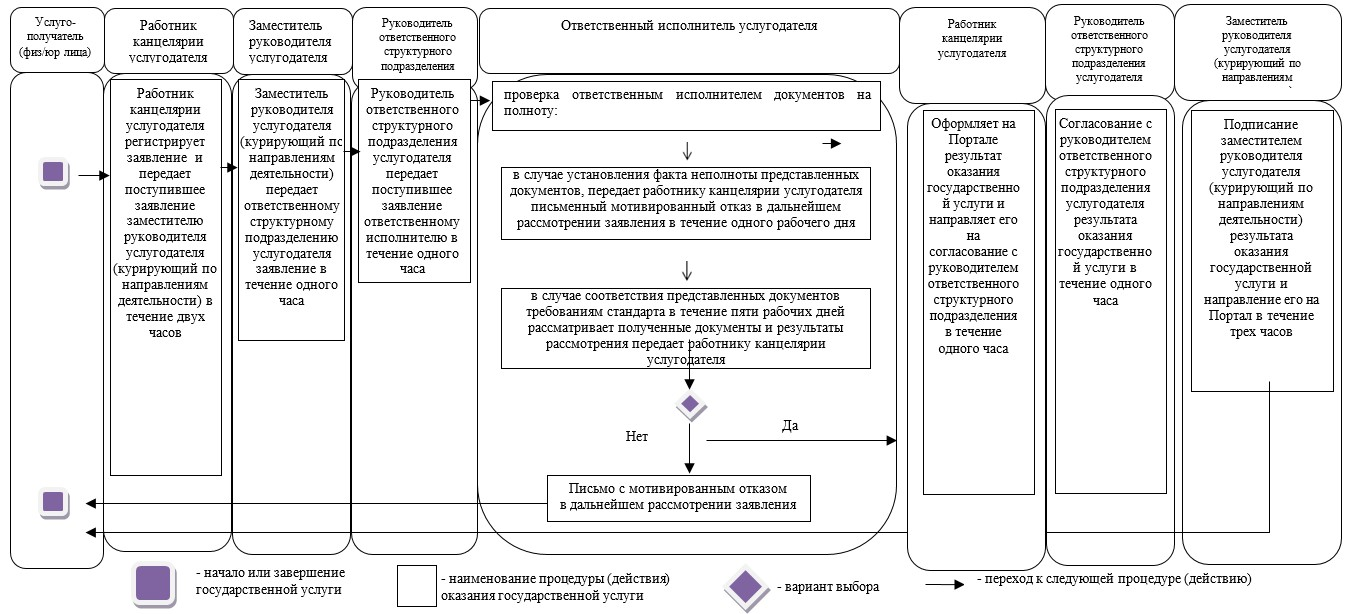 Услуго-
получатель
(физ/юр лица)
Работник
канцелярии
услугодателя
Заместитель
руководителя
услугодателя
Руководитель
ответственного
структурного
подразделения
Ответственный исполнитель услугодателя
Работник
канцелярии
услугодателя
Руководитель
ответственного
структурного
подразделения
услугодателя
Заместитель
руководителя
услугодателя
(курирующий по
направлениям
Работник
канцелярии
услугодателя
регистрирует
заявление и
передает
поступившее
заявление
заместителю
руководителя
услугодателя
(курирующий по
направлениям
деятельности) в
течение двух
часов
Заместитель
руководителя
услугодателя
(курирующий по
направлениям
деятельности)
передает
ответственному
структурному
подразделению
услугодателя
заявление в
течение одного
часа
Руководитель
ответственного
структурного
подразделения
услугодателя
передает
поступившее
заявление
ответственному
исполнителю в
течение одного
часа
проверка ответственным исполнителем документов на
полноту:
в случае установления факта неполноты представленных
документов, передает работнику канцелярии услугодателя
письменный мотивированный отказ в дальнейшем
рассмотрении заявления в течение одного рабочего дня
в случае соответствия представленных документов
требованиям стандарта в течение пяти рабочих дней
рассматривает полученные документы и результаты
рассмотрения передает работнику канцелярии
услугодателя
Нет
Да
Письмо с мотивированным отказом
в дальнейшем рассмотрении заявления
Оформляет на
Портале
результат
оказания
государственно
й услуги и
направляет его
на
согласование с
руководителем
ответственного
структурного
подразделения
в течение
одного часа
Согласование с
руководителем
ответственного
структурного
подразделения
услугодателя
результата
оказания
государственно
й услуги в
течение одного
часа
Подписание
заместителем
руководителя
услугодателя
(курирующий по
направлениям
деятельности)
результата
оказания
государственной
услуги и
направление его на
Портал в течение
трех часов
- начало или завершение
государственной услуги
- наименование процедуры (действия)
оказания государственной услуги
- вариант выбора
- переход к следующей процедуре (действию)